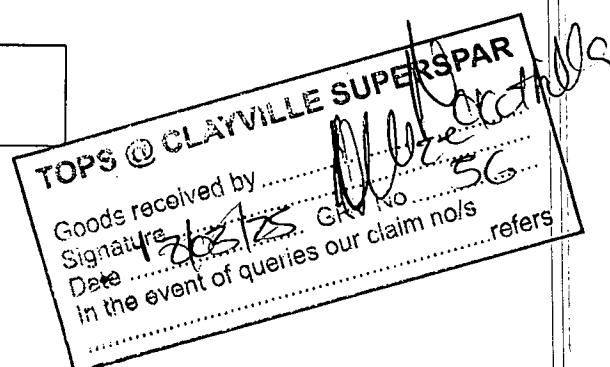 TOPS @ CLAYVILLE SUPERSPAR
Goods received by ....................
Signature ....................
Date 12/03/25 GRV No 56
In the event of queries our claim no/s
.................... refers